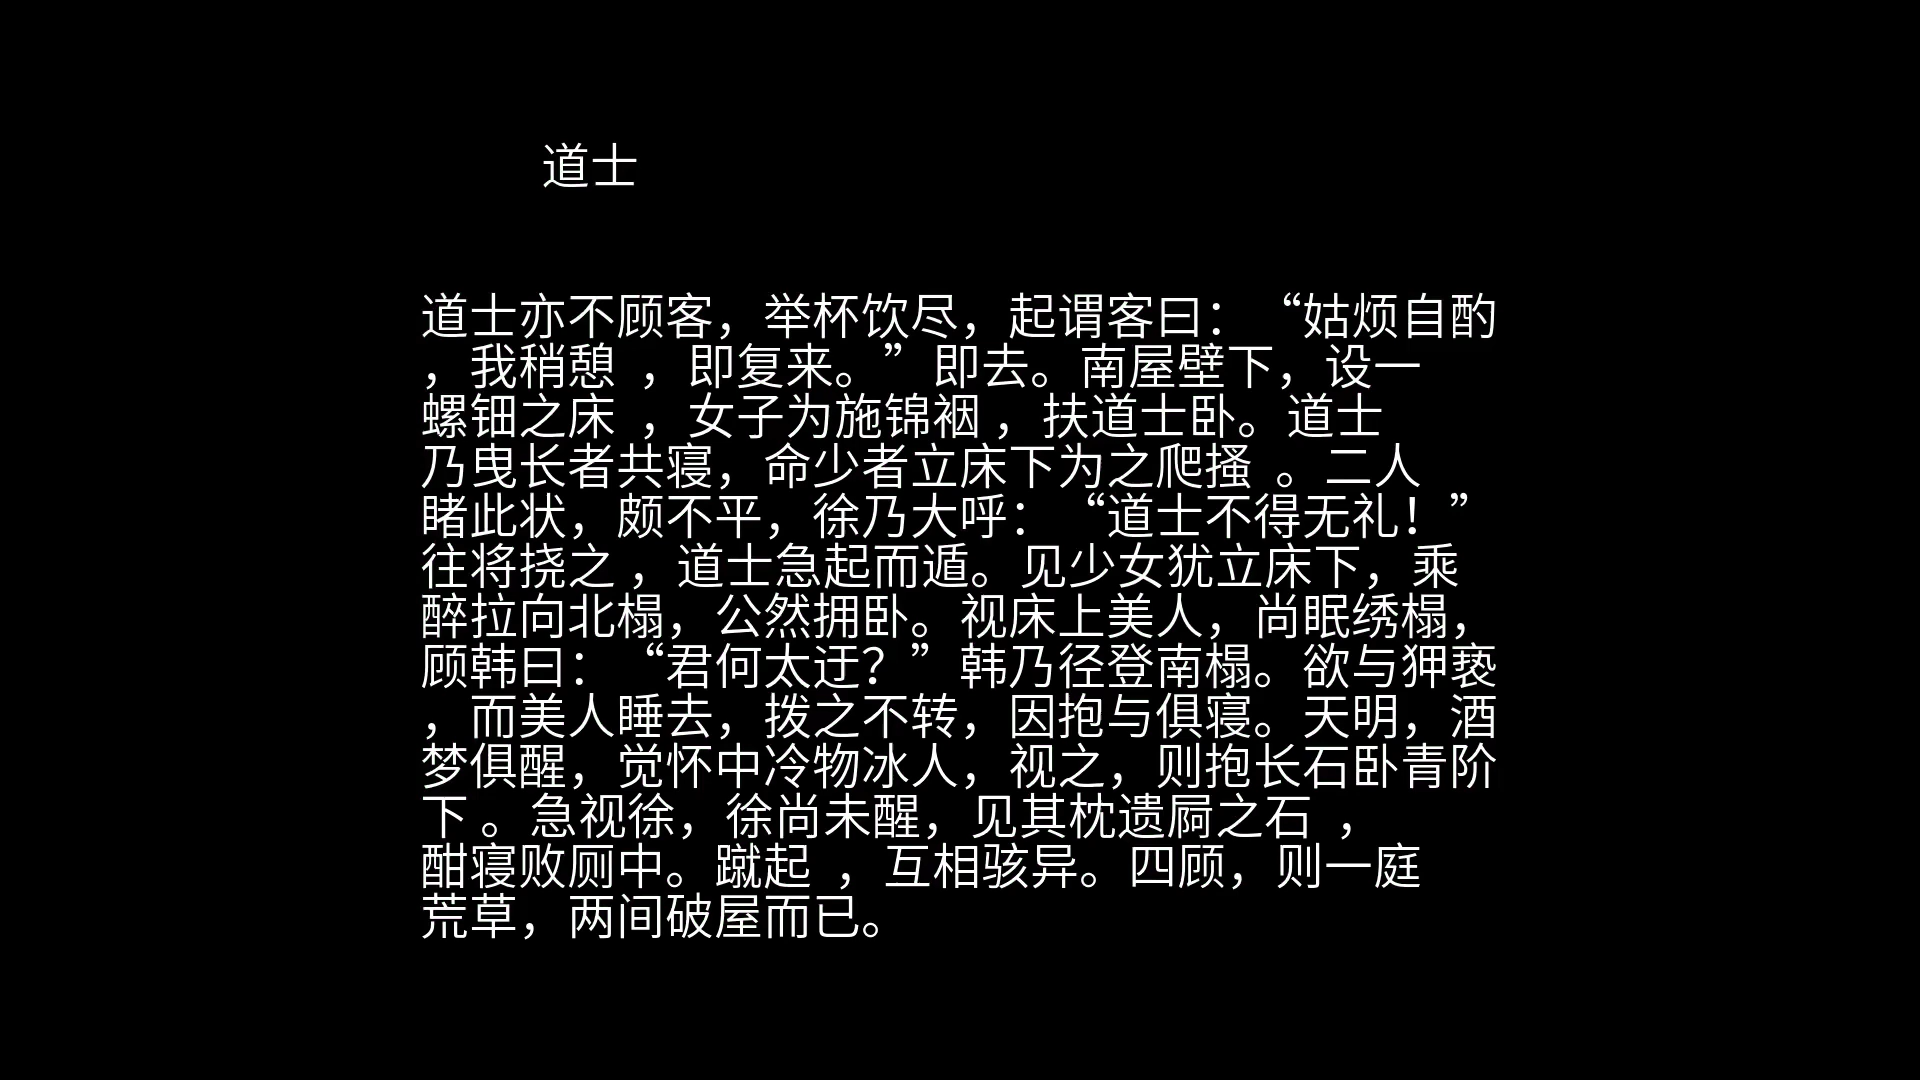 道士
道士亦不顾客，举杯饮尽，起谓客曰：“姑烦自酌
，我稍憩 ，即复来。”即去。南屋壁下，设一
螺钿之床 ，女子为施锦裀 ，扶道士卧。道士
乃曳长者共寝，命少者立床下为之爬搔 。二人
睹此状，颇不平，徐乃大呼：“道士不得无礼！”
往将挠之 ，道士急起而遁。见少女犹立床下，乘
醉拉向北榻，公然拥卧。视床上美人，尚眠绣榻，
顾韩曰：“君何太迂？”韩乃径登南榻。欲与狎亵
，而美人睡去，拨之不转，因抱与俱寝。天明，酒
梦俱醒，觉怀中冷物冰人，视之，则抱长石卧青阶
下 。急视徐，徐尚未醒，见其枕遗屙之石 ，
酣寝败厕中。蹴起 ，互相骇异。四顾，则一庭
荒草，两间破屋而已。